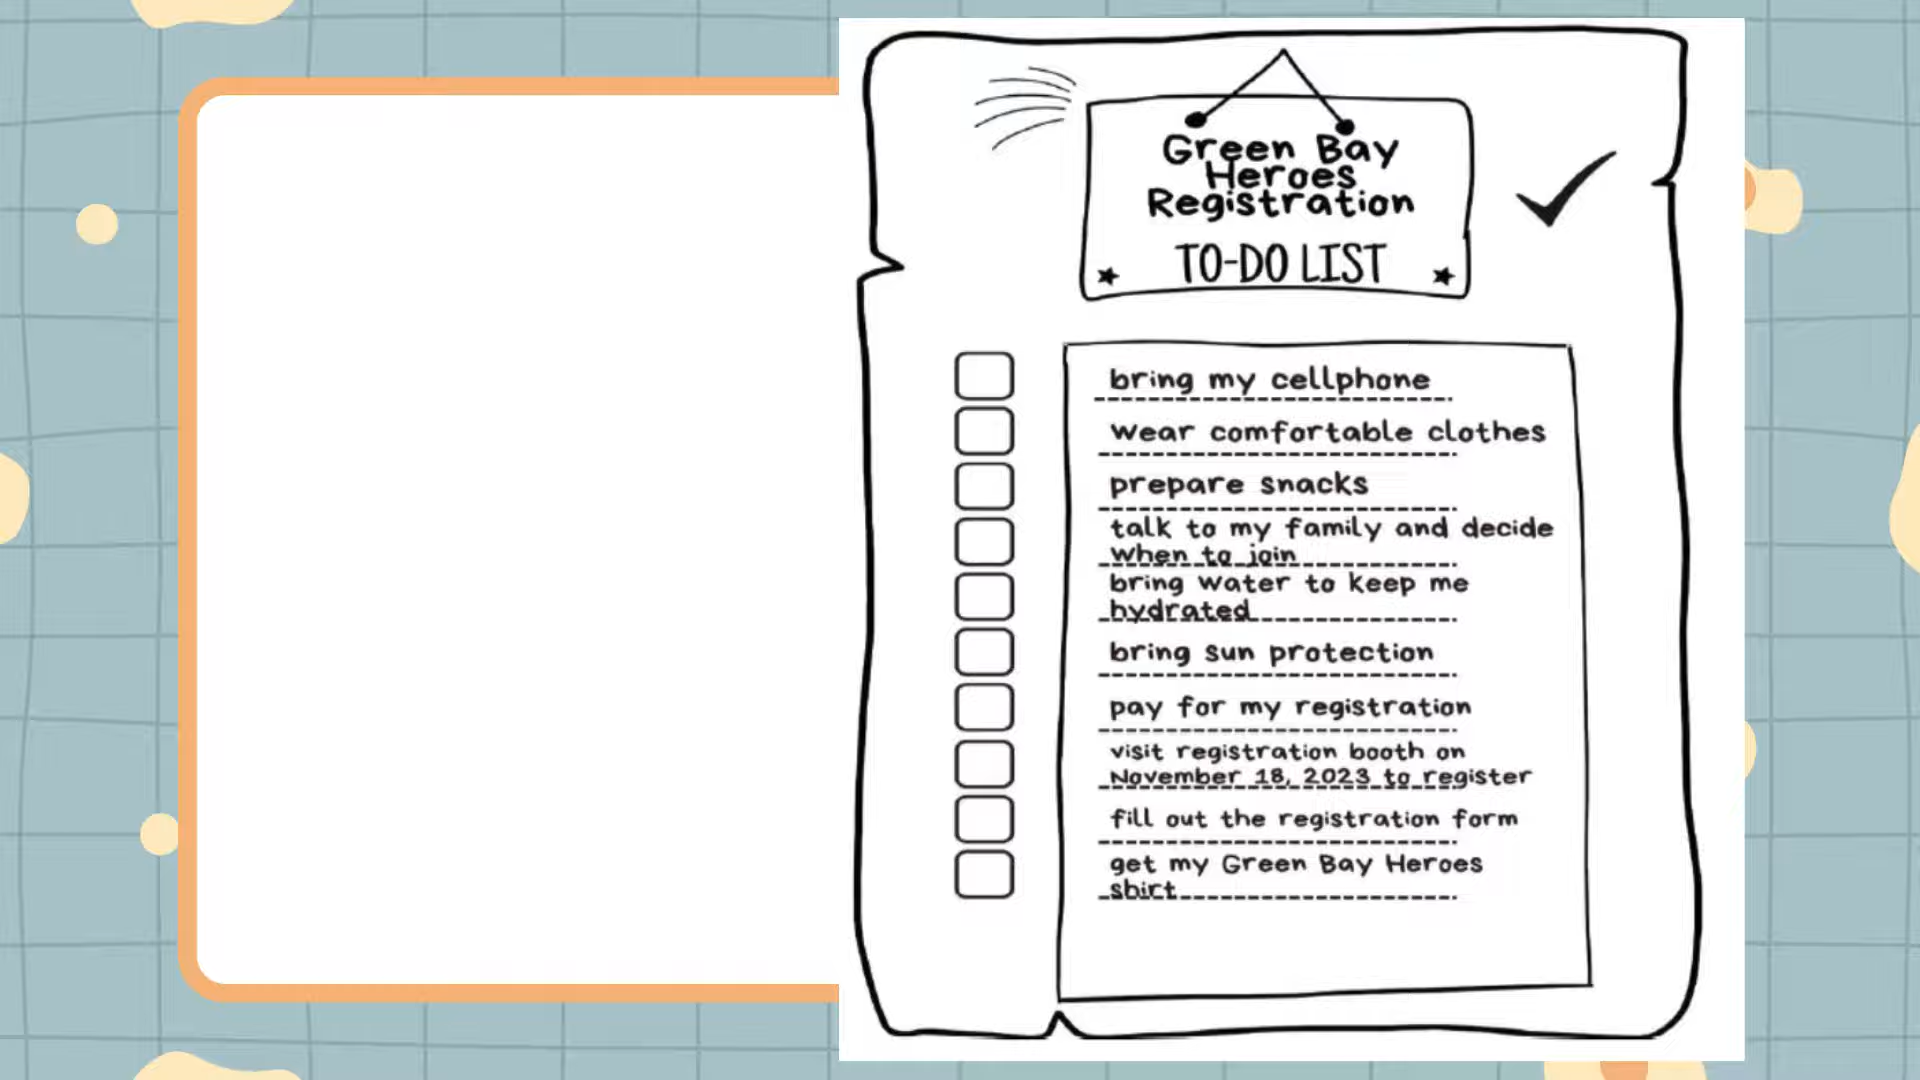 Green Bay
Heroes
Registration
TO-DO LIST
bring my cellphone
wear comfortable clothes
prepare snacks
talk to my family and decide
when to join
bring water to keep me
hydrated
bring sun protection
pay for my registration
visit registration booth on
November 18, 2023 to register
fill out the registration form
get my Green Bay Heroes
shirt